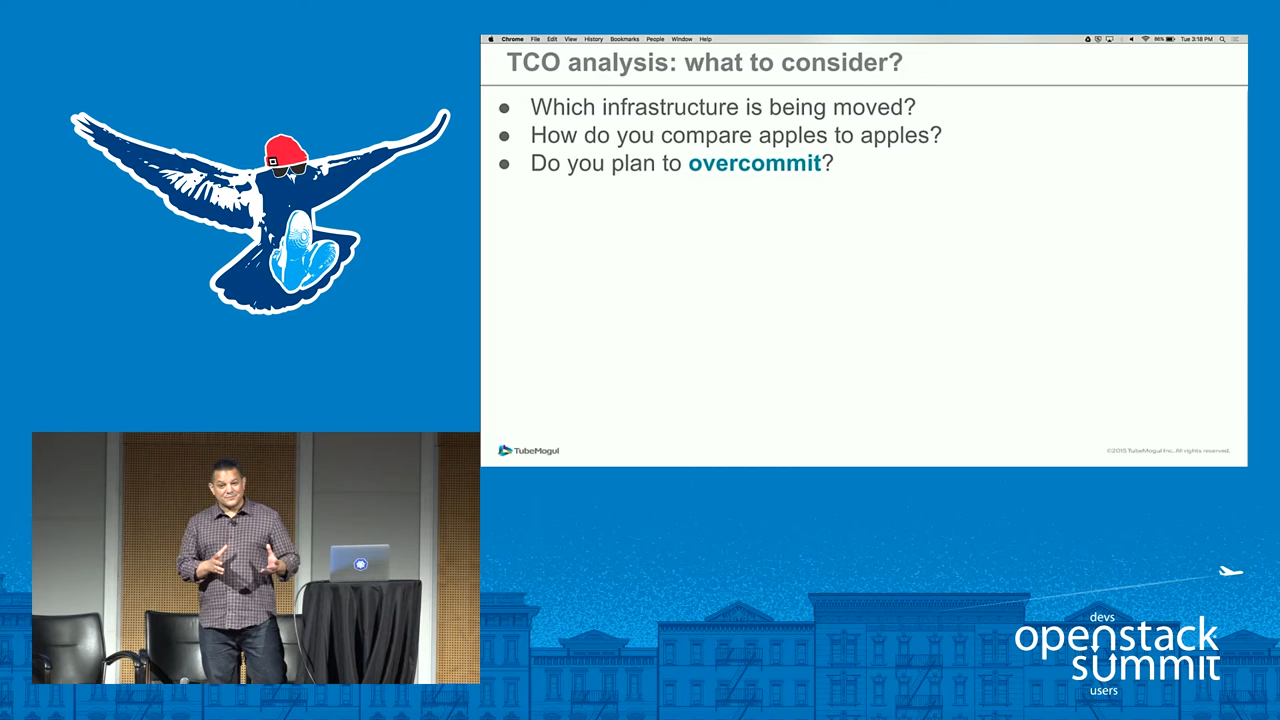 Chrome File Edit View History Bookmarks People Window Help
86% Tue 3:18 PM
TCO analysis: what to consider?
● Which infrastructure is being moved?
● How do you compare apples to apples?
● Do you plan to overcommit?
TubeMogul
©2015 TubeMogul Inc. All rights reserved.
devs
openstack
summit
users